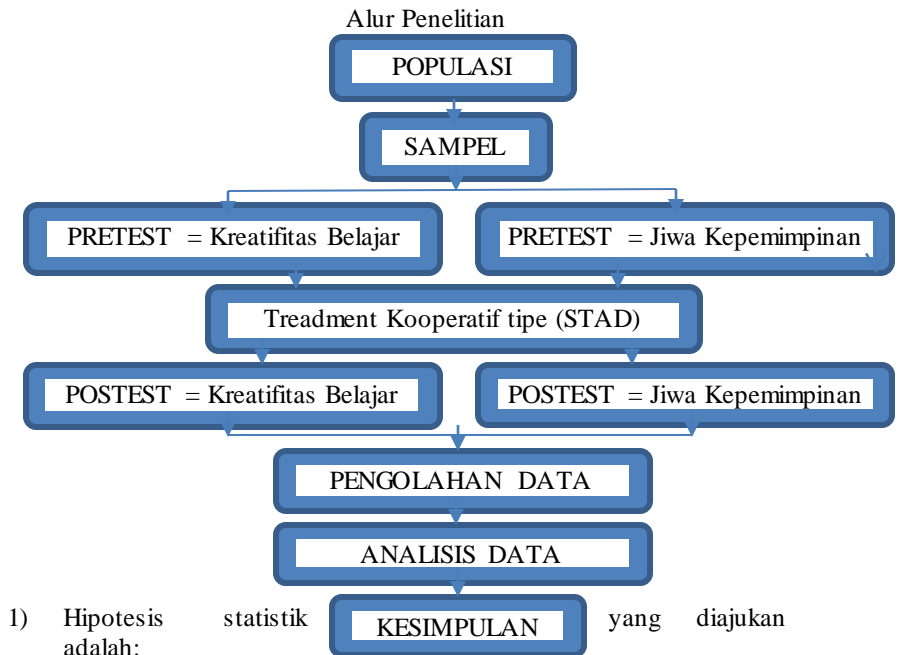 Alur Penelitian
POPULASI
SAMPEL
PRETEST = Kreatifitas Belajar
PRETEST = Jiwa Kepemimpinan
Treadment Kooperatif tipe (STAD)
POSTEST = Kreatifitas Belajar
POSTEST = Jiwa Kepemimpinan
PENGOLAHAN DATA
ANALISIS DATA
KESIMPULAN
1) Hipotesis statistik yang diajukan
adalah: